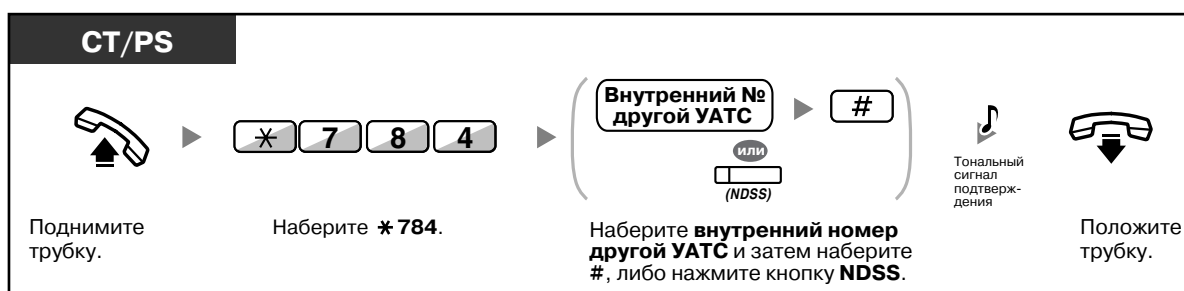 CT/PS
Внутренний №
другой УАТС
#
* 7 8 4
или
(NDSS)
Тональный
сигнал
подтверж-
дения
Поднимите
трубку.
Наберите *784.
Наберите внутренний номер
другой УАТС и затем наберите
#, либо нажмите кнопку NDSS.
Положите
трубку.